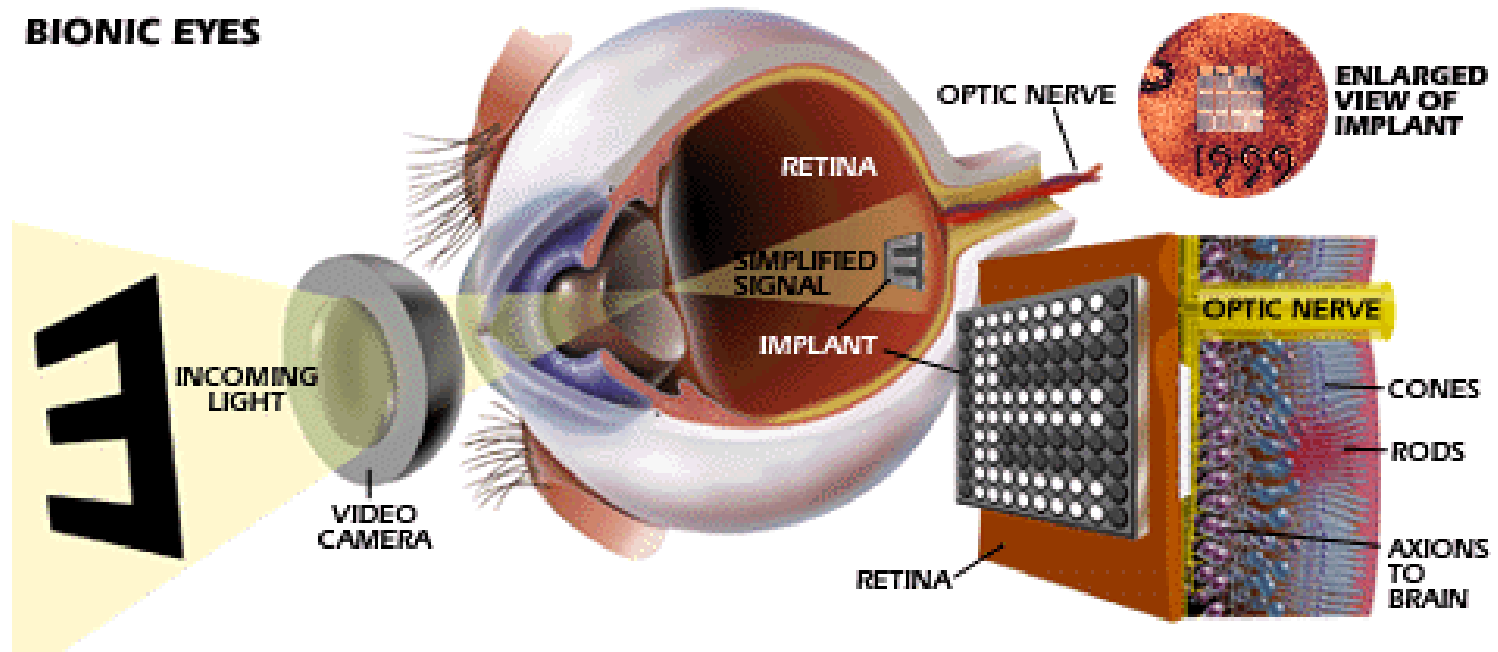 BIONIC EYES
OPTIC NERVE
ENLARGED
VIEW OF
IMPLANT
1999
RETINA
SIMPLIFIED
SIGNAL
IMPLANT
INCOMING
LIGHT
VIDEO
CAMERA
E
OPTIC NERVE
CONES
RODS
AXIONS
TO
BRAIN
RETINA